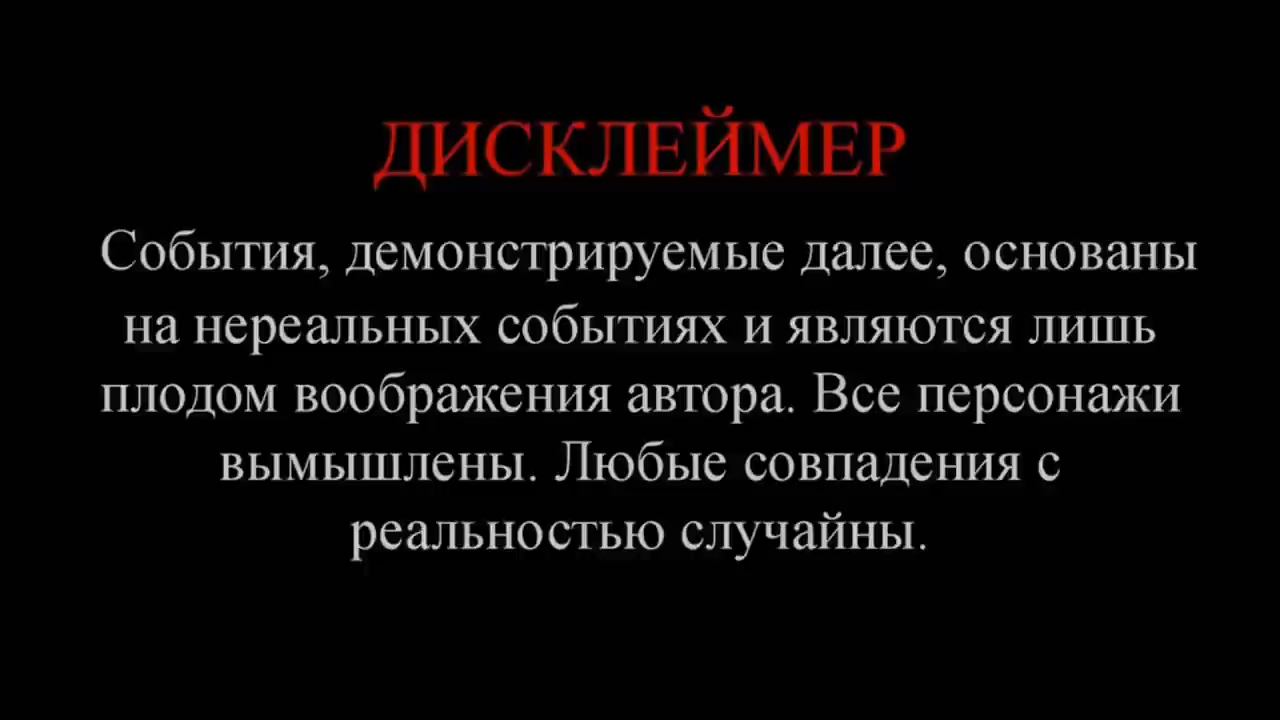 ДИСКЛЕЙМЕР
События, демонстрируемые далее, основаны
на нереальных событиях и являются лишь
плодом воображения автора. Все персонажи
вымышлены. Любые совпадения с
реальностью случайны.